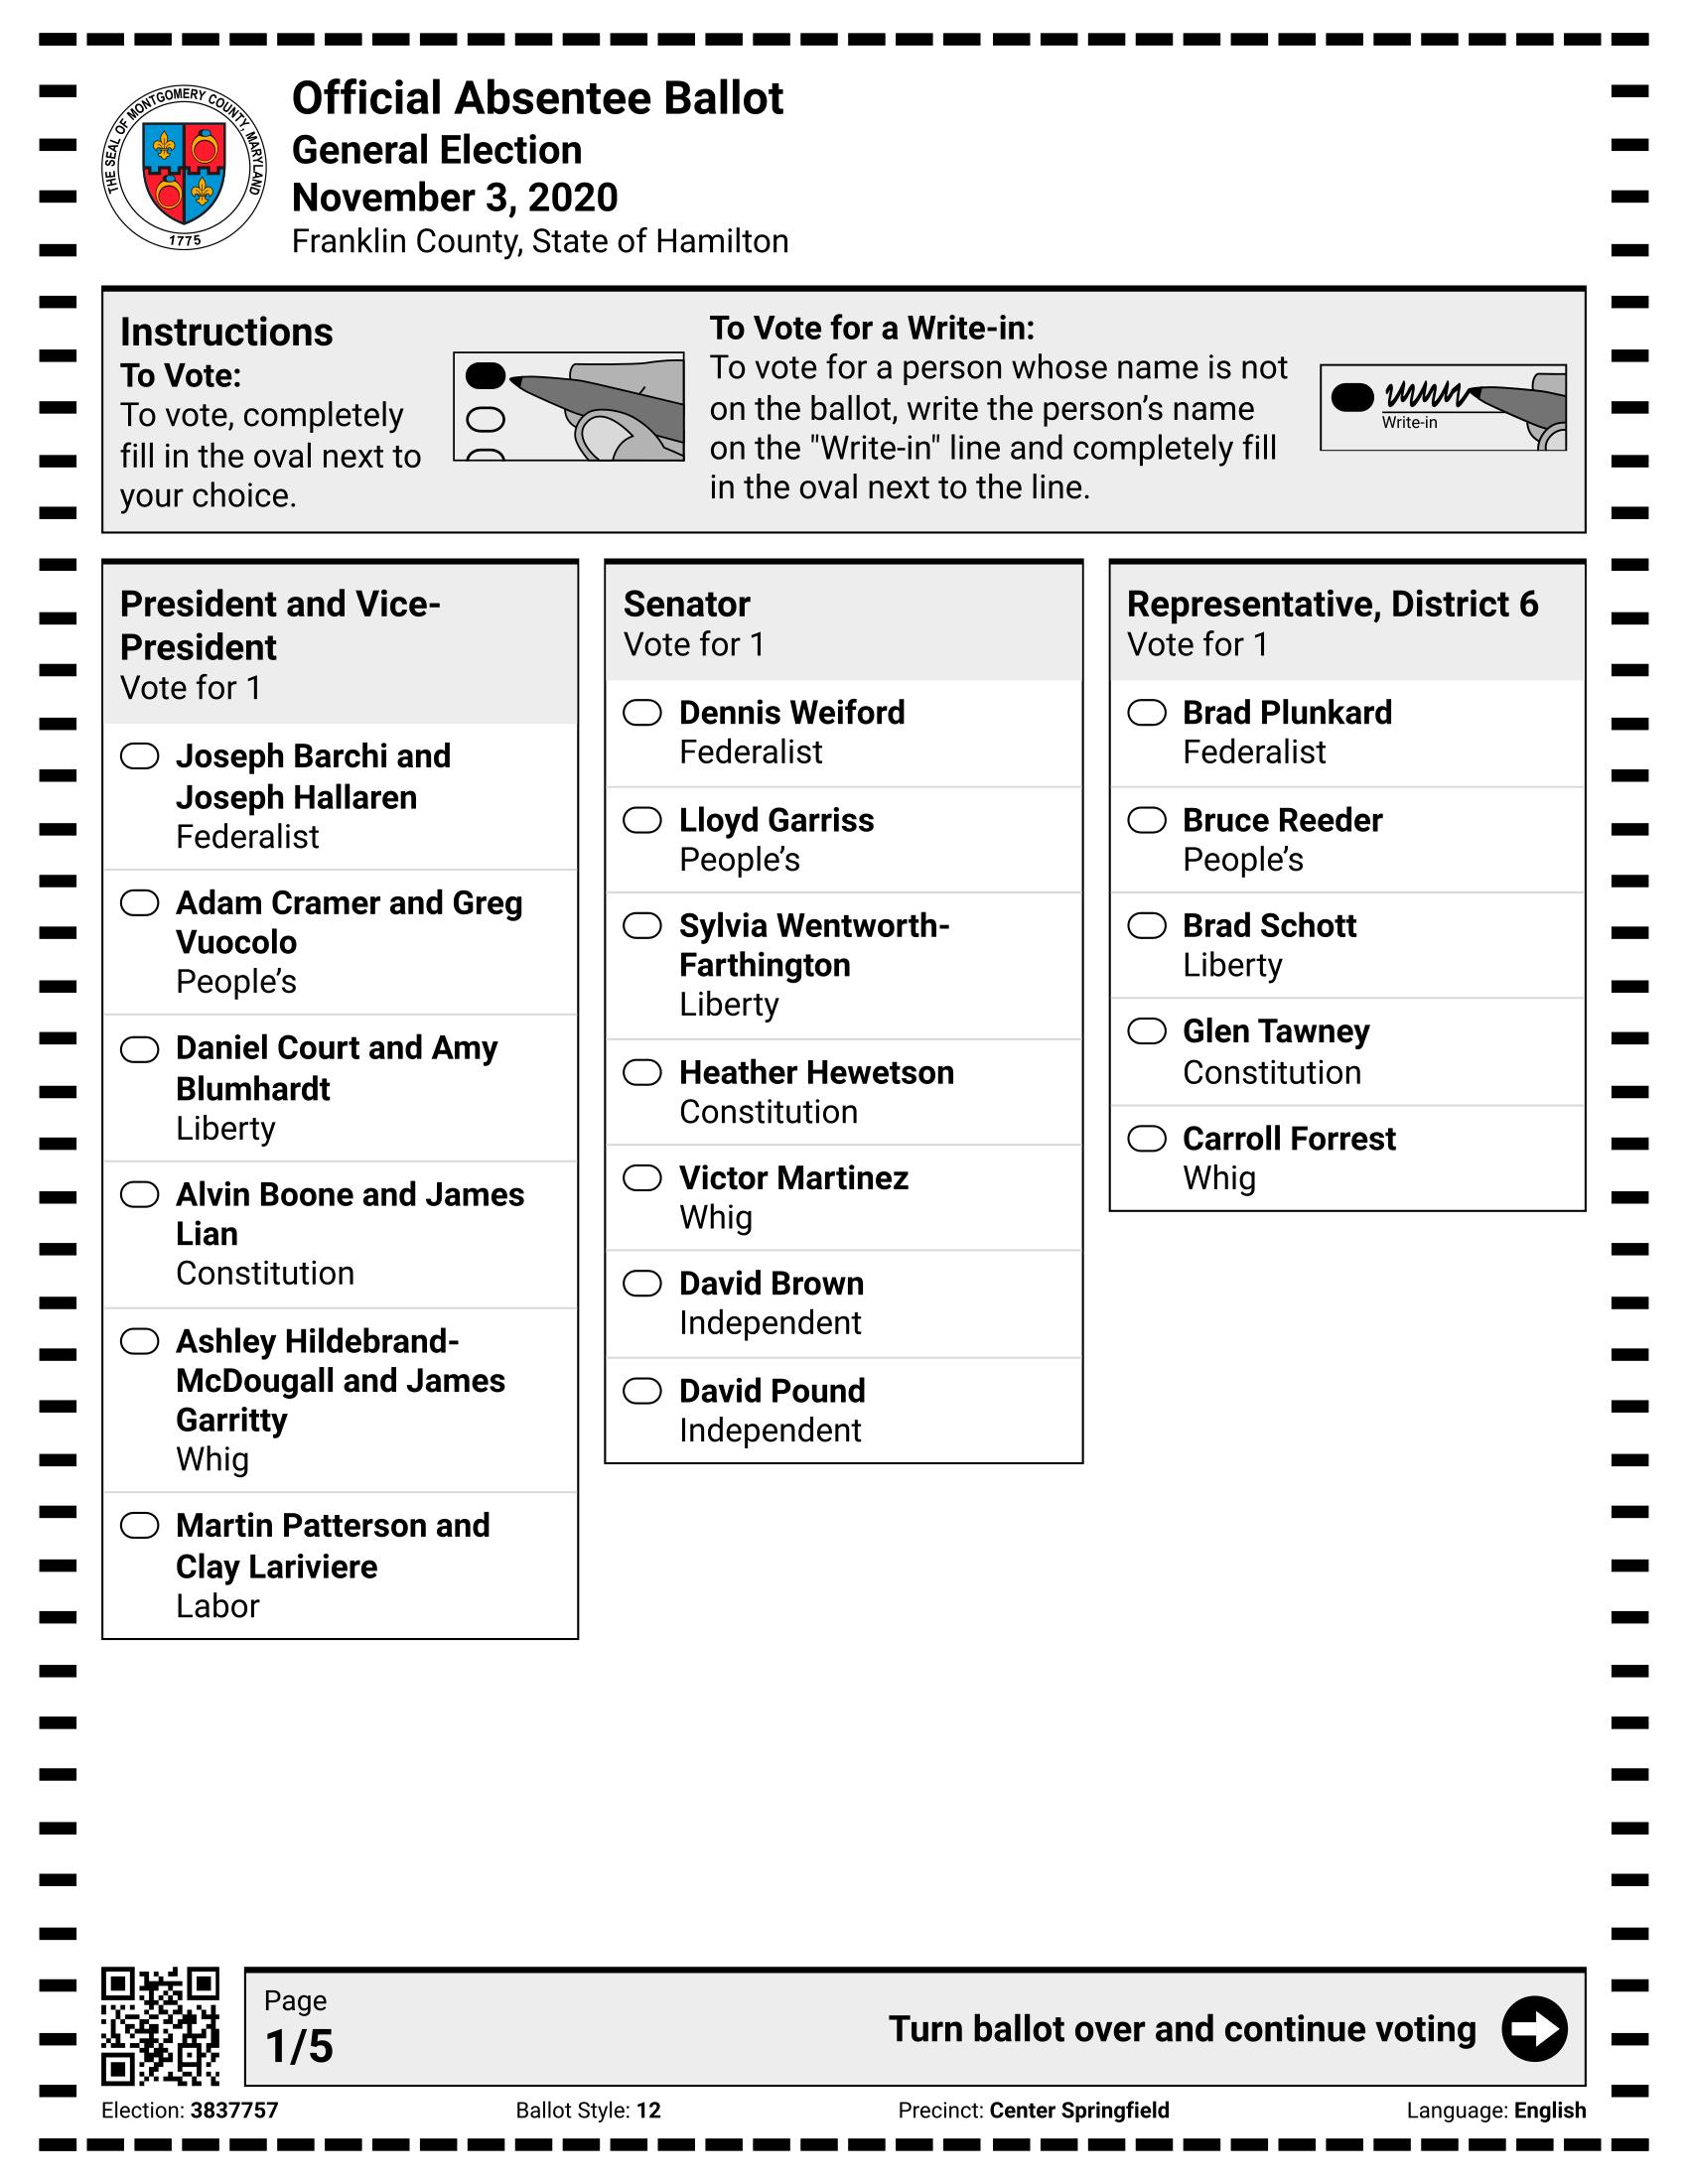 THE SEAL OF MONTGOMERY COUNTY, MARYLAND
1775
Official Absentee Ballot
General Election
November 3, 2020
Franklin County, State of Hamilton
Instructions
To Vote:
To vote, completely
fill in the oval next to
your choice.
To Vote for a Write-in:
To vote for a person whose name is not
on the ballot, write the person’s name
on the "Write-in" line and completely fill
in the oval next to the line.
Write-in
President and Vice-
President
Vote for 1
Joseph Barchi and
Joseph Hallaren
Federalist
Adam Cramer and Greg
Vuocolo
People’s
Daniel Court and Amy
Blumhardt
Liberty
Alvin Boone and James
Lian
Constitution
Ashley Hildebrand-
McDougall and James
Garritty
Whig
Martin Patterson and
Clay Lariviere
Labor
Senator
Vote for 1
Dennis Weiford
Federalist
Lloyd Garriss
People’s
Sylvia Wentworth-
Farthington
Liberty
Heather Hewetson
Constitution
Victor Martinez
Whig
David Brown
Independent
David Pound
Independent
Representative, District 6
Vote for 1
Brad Plunkard
Federalist
Bruce Reeder
People’s
Brad Schott
Liberty
Glen Tawney
Constitution
Carroll Forrest
Whig
Page
1/5
Turn ballot over and continue voting
Election: 3837757
Ballot Style: 12
Precinct: Center Springfield
Language: English